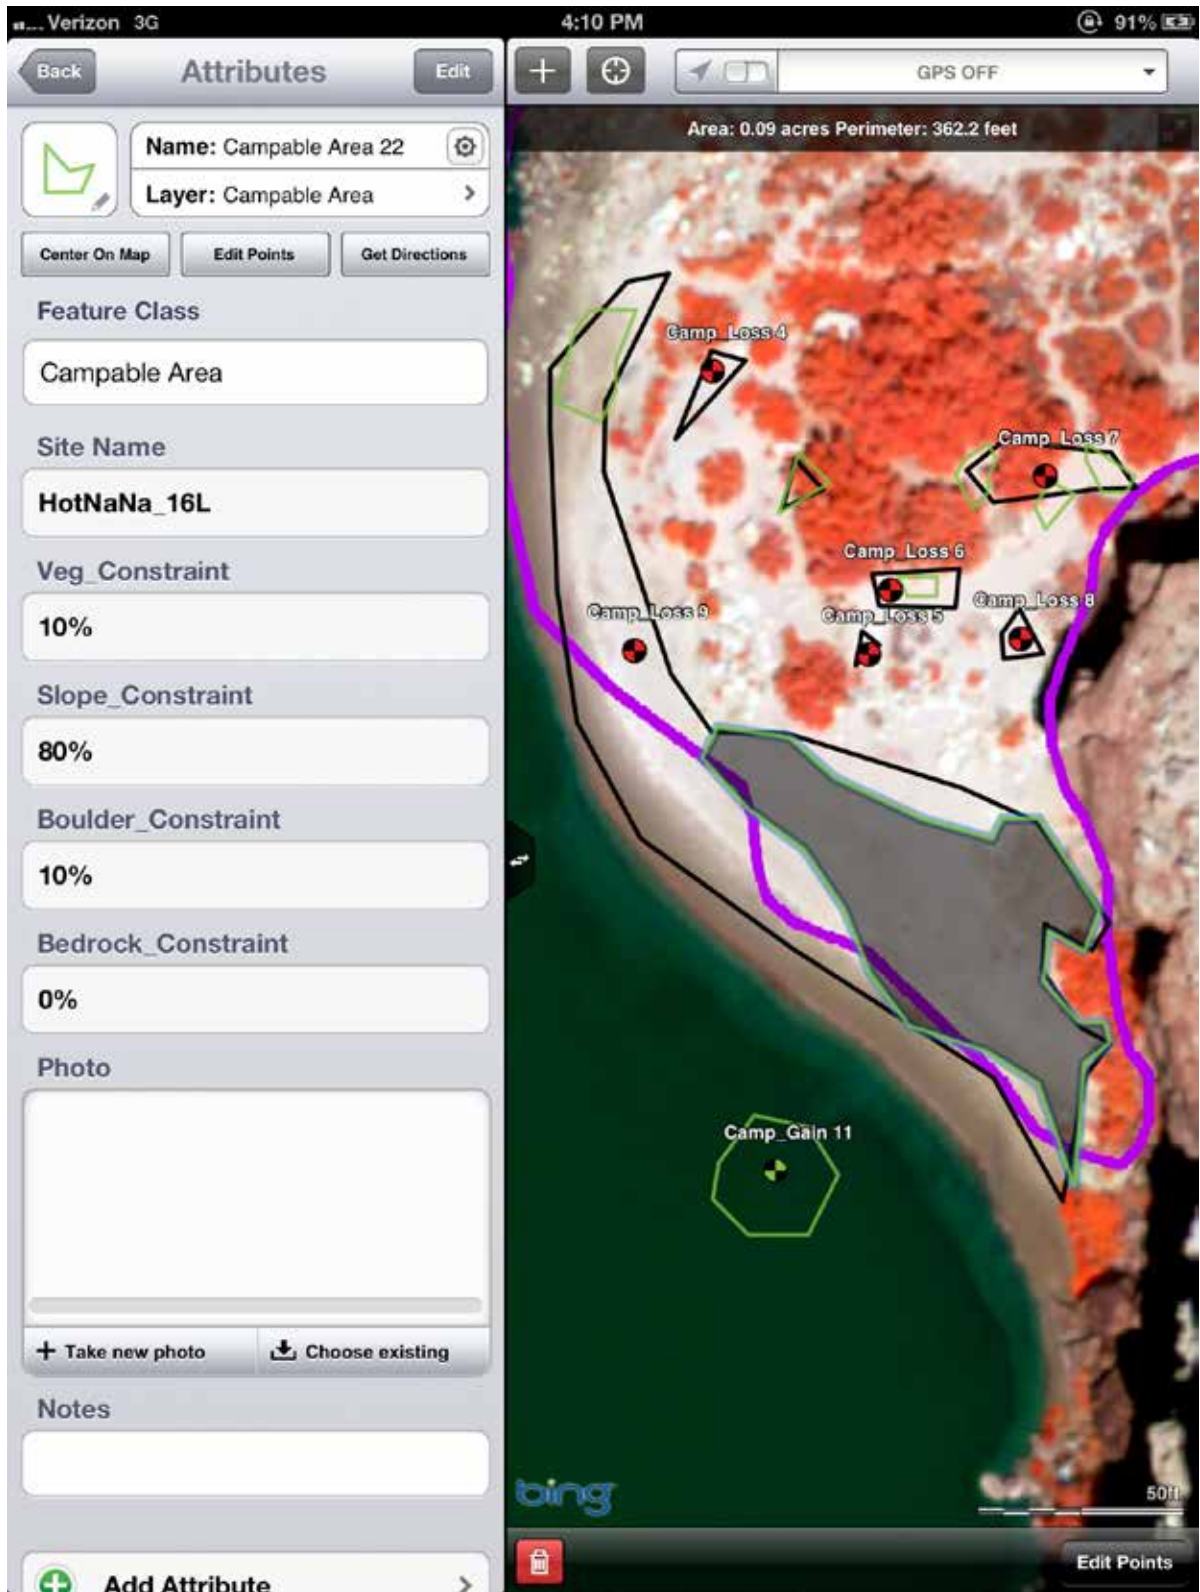 Verizon 3G
4:10 PM
91%
Back
Attributes
Edit
GPS OFF
Name: Campable Area 22
Layer: Campable Area
Center On Map
Edit Points
Get Directions
Feature Class
Campable Area
Site Name
HotNaNa_16L
Veg_Constraint
10%
Slope_Constraint
80%
Boulder_Constraint
10%
Bedrock_Constraint
0%
Photo
+ Take new photo
Choose existing
Notes
Add Attribute
Area: 0.09 acres Perimeter: 362.2 feet
Camp_Loss 4
Camp_Loss 7
Camp_Loss 6
Camp_Loss 9
Camp_Loss 5
Camp_Loss 8
Camp_Gain 11
bing
50ft
Edit Points